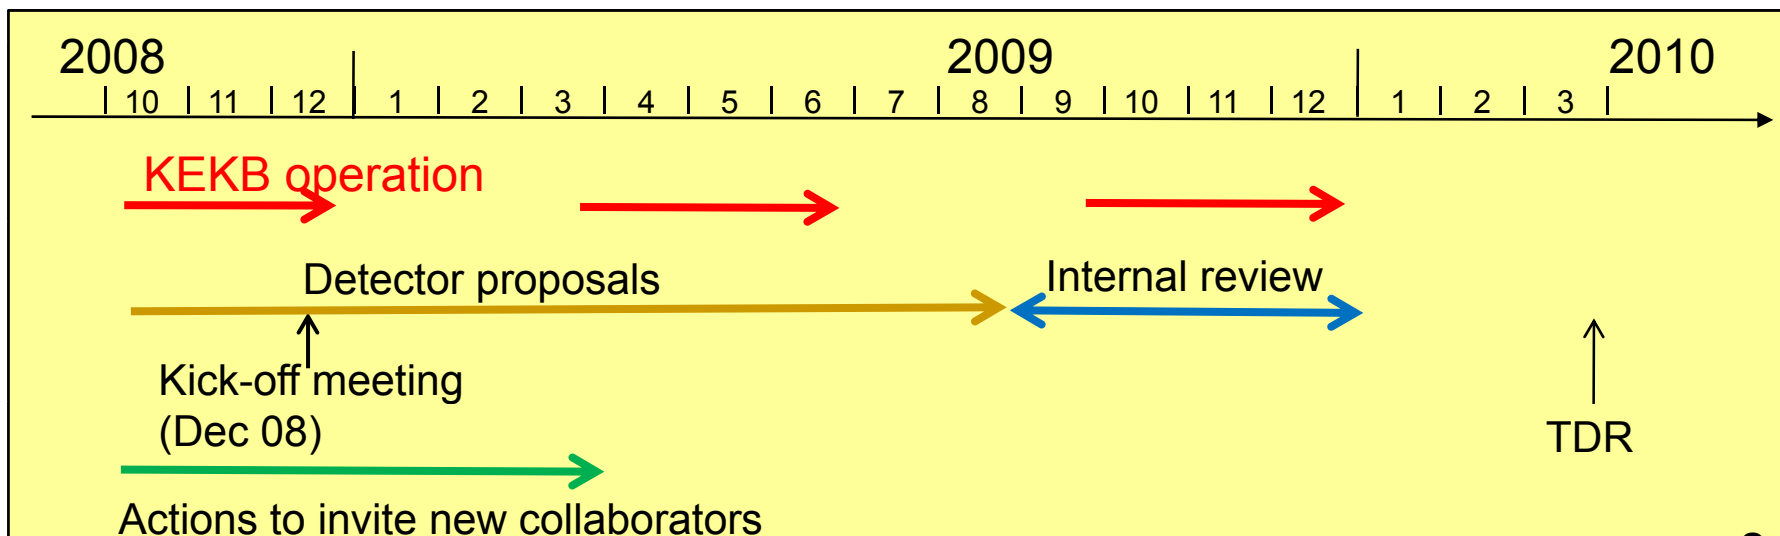 2008 2009 2010
10 11 12 1 2 3 4 5 6 7 8 9 10 11 12 1 2 3
KEKB operation
Detector proposals Internal review
Kick-off meeting
(Dec 08)
TDR
Actions to invite new collaborators